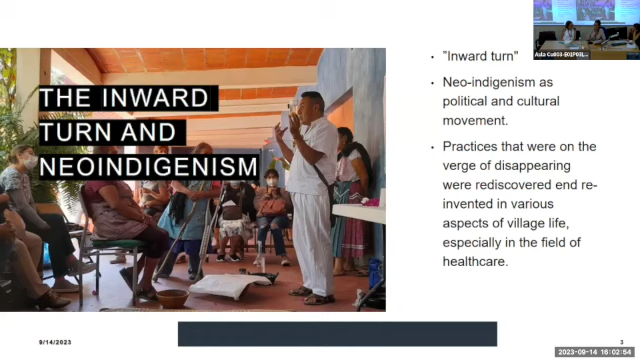 THE INWARD
TURN AND
NEOINDIGENISM
• "Inward turn"
• Neo-indigenism as
political and cultural
movement.
• Practices that were on the
verge of disappearing
were rediscovered end re-
invented in various
aspects of village life,
especially in the field of
healthcare.
9/14/2023
3
2023-09-14 16:02:54